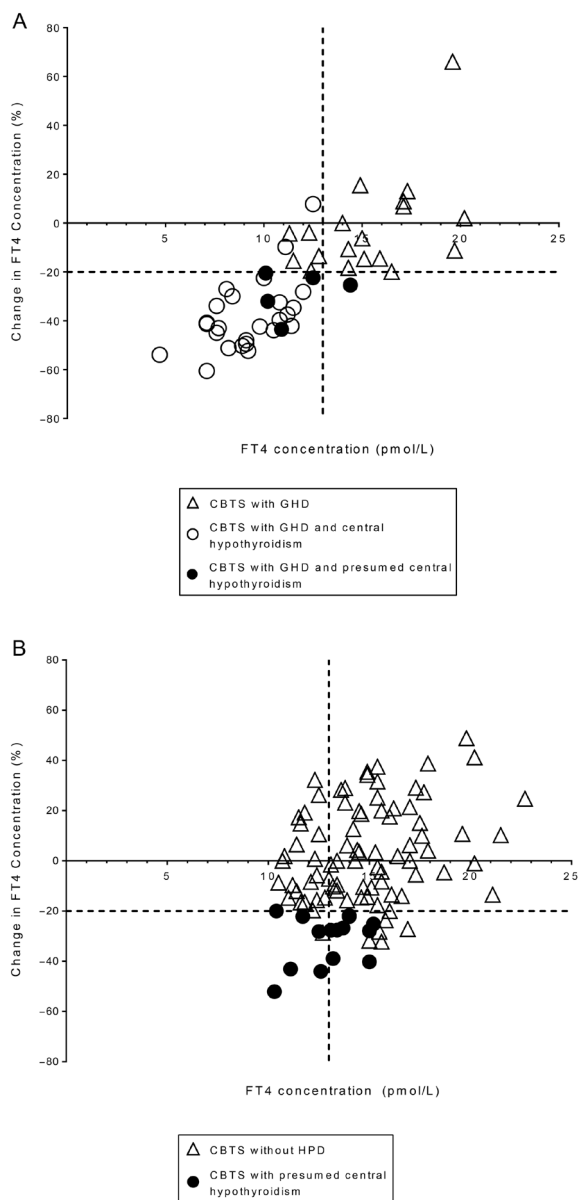 A
80
60
40
20
0
−20
−40
−60
−80
5
10
15
20
25
Change in FT4 Concentration (%)
FT4 concentration (pmol/L)
CBTS with GHD
CBTS with GHD and central
hypothyroidism
CBTS with GHD and presumed central
hypothyroidism
B
80
60
40
20
0
−20
−40
−60
−80
5
10
15
20
25
Change in FT4 Concentration (%)
FT4 concentration (pmol/L)
CBTS without HPD
CBTS with presumed central
hypothyroidism